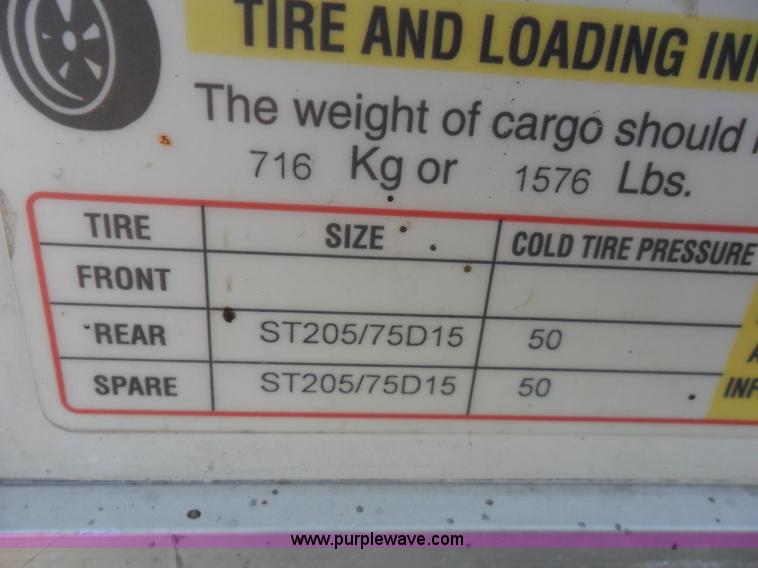 TIRE AND LOADING
The weight of cargo should
716 Kg or 1576 Lbs.
TIRE SIZE COLD TIRE PRESSURE
FRONT
REAR ST205/75D15 50
SPARE ST205/75D15 50
www.purplewave.com